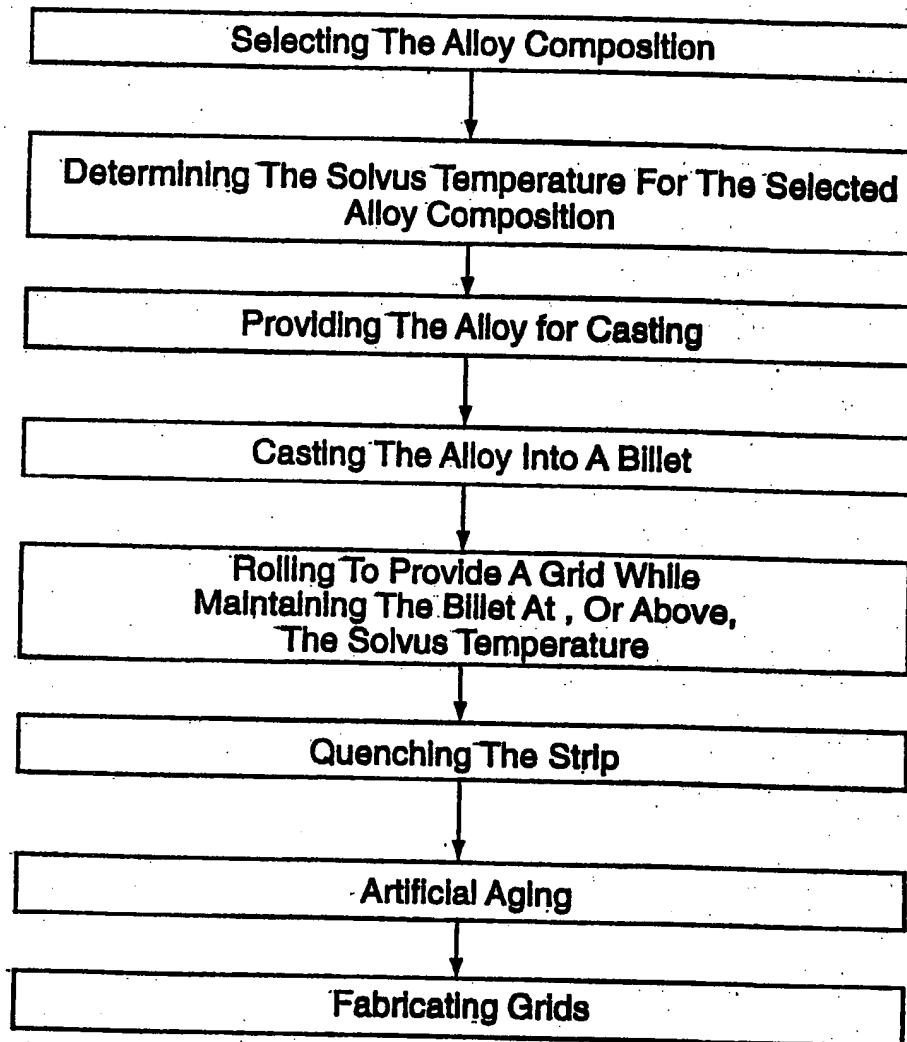 Selecting The Alloy Composition
Determining The Solvus Temperature For The Selected
Alloy Composition
Providing The Alloy for Casting
Casting The Alloy Into A Billet
Rolling To Provide A Grid While
Maintaining The Billet At , Or Above,
The Solvus Temperature
Quenching The Strip
Artificial Aging
Fabricating Grids